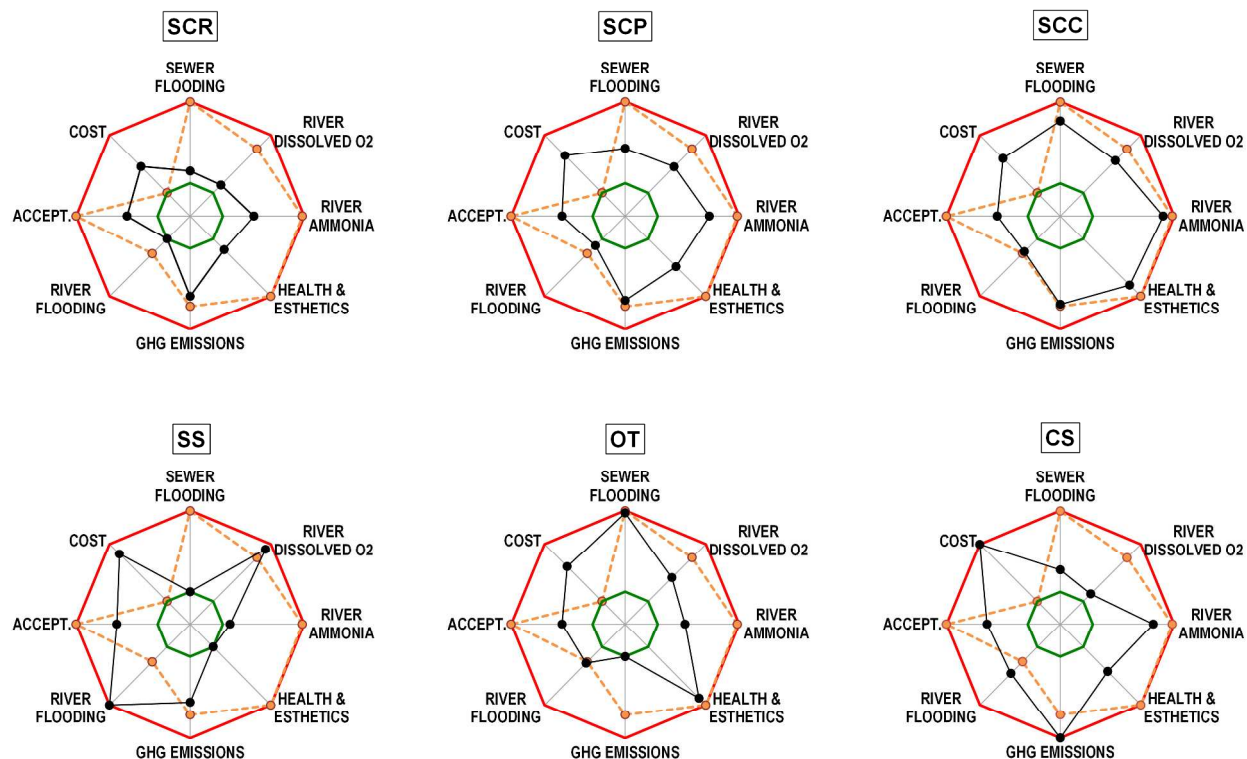 SCR
SEWER
FLOODING
RIVER
DISSOLVED O2
COST
ACCEPT.
RIVER
AMMONIA
RIVER
FLOODING
HEALTH &
ESTHETICS
GHG EMISSIONS
SCP
SEWER
FLOODING
RIVER
DISSOLVED O2
COST
ACCEPT.
RIVER
AMMONIA
RIVER
FLOODING
HEALTH &
ESTHETICS
GHG EMISSIONS
SCC
SEWER
FLOODING
RIVER
DISSOLVED O2
COST
ACCEPT.
RIVER
AMMONIA
RIVER
FLOODING
HEALTH &
ESTHETICS
GHG EMISSIONS
SS
SEWER
FLOODING
RIVER
DISSOLVED O2
COST
ACCEPT.
RIVER
AMMONIA
RIVER
FLOODING
HEALTH &
ESTHETICS
GHG EMISSIONS
OT
SEWER
FLOODING
RIVER
DISSOLVED O2
COST
ACCEPT.
RIVER
AMMONIA
RIVER
FLOODING
HEALTH &
ESTHETICS
GHG EMISSIONS
CS
SEWER
FLOODING
RIVER
DISSOLVED O2
COST
ACCEPT.
RIVER
AMMONIA
RIVER
FLOODING
HEALTH &
ESTHETICS
GHG EMISSIONS